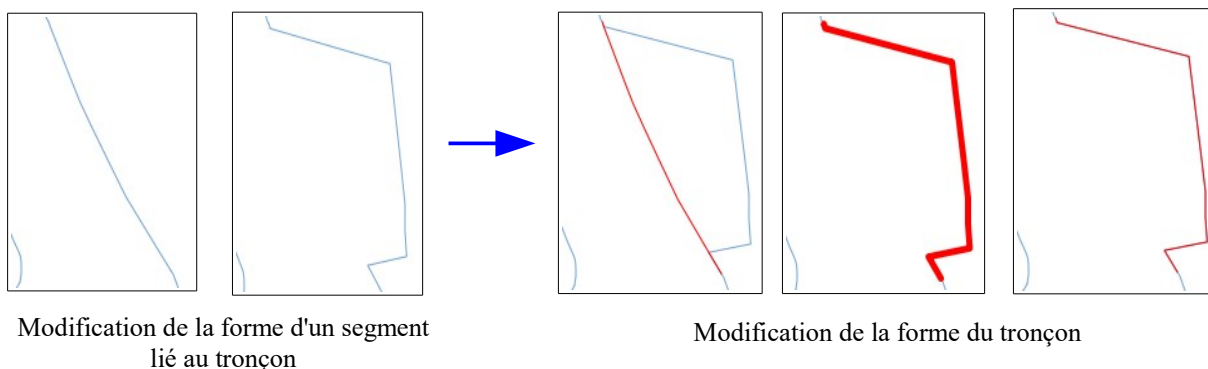 Modification de la forme d'un segment
lié au tronçon
Modification de la forme du tronçon